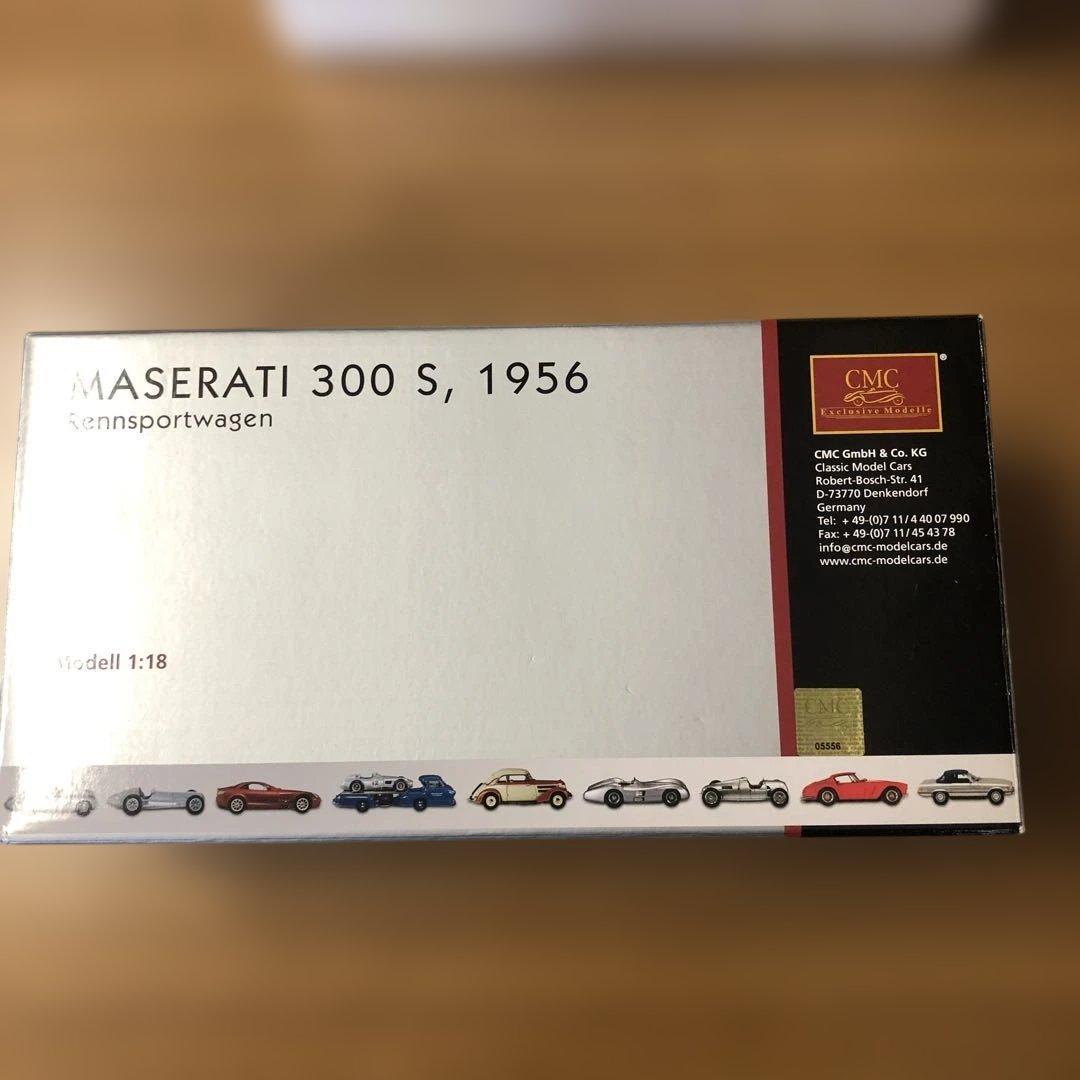 MASERATI 300 S, 1956
Rennsportwagen
Modell 1:18
CMC
®
Exclusive Modelle
CMC GmbH & Co. KG
Classic Model Cars
Robert-Bosch-Str. 41
D-73770 Denkendorf
Germany
Tel: + 49-(0)7 11/ 4 40 07 990
Fax: + 49-(0)7 11/ 45 43 78
info@cmc-modelcars.de
www.cmc-modelcars.de
CMC
05556